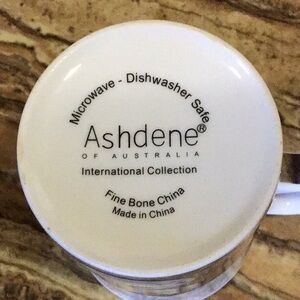 Microwave - Dishwasher Safe
Ashdene®
OF AUSTRALIA
International Collection
Fine Bone China
Made in China